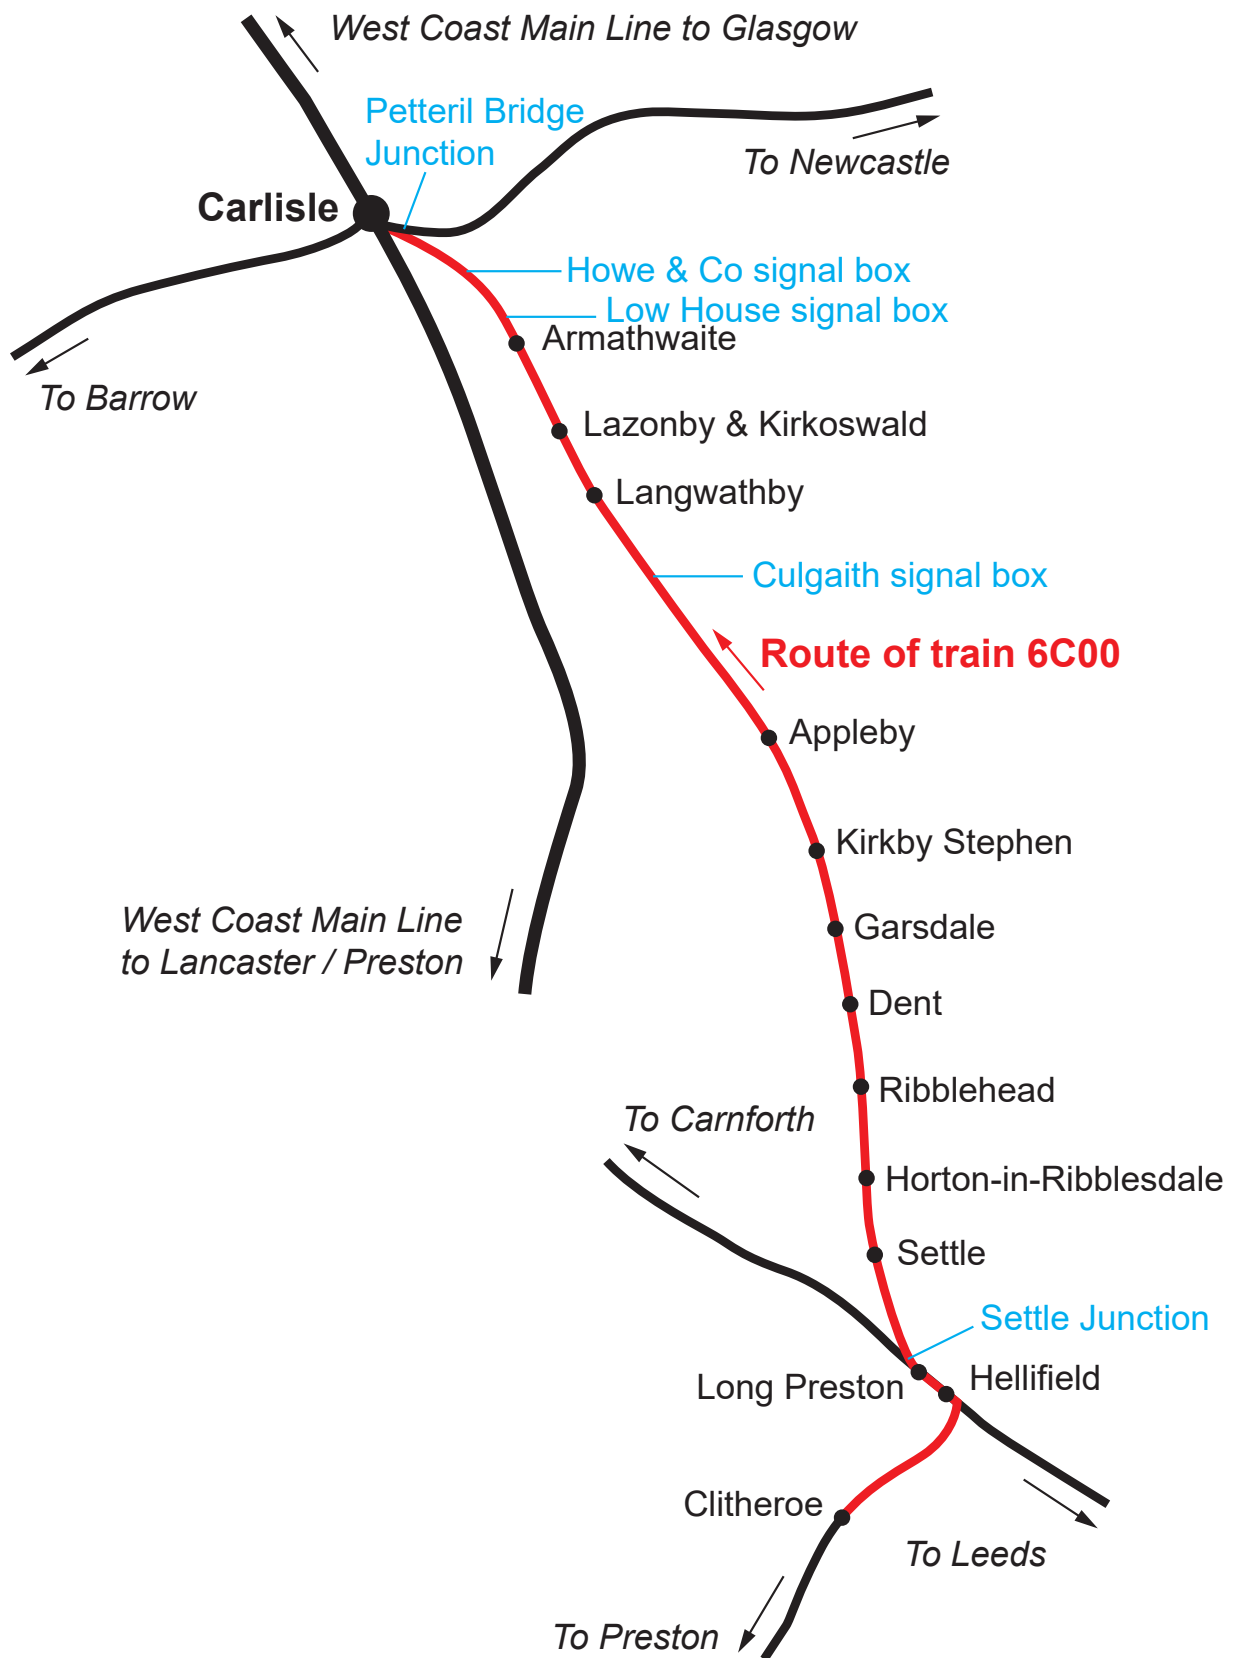 West Coast Main Line to Glasgow
Petteril Bridge
Junction
To Newcastle
Carlisle
Howe & Co signal box
Low House signal box
Armathwaite
To Barrow
Lazonby & Kirkoswald
Langwathby
Culgaith signal box
Route of train 6C00
Appleby
Kirkby Stephen
West Coast Main Line
to Lancaster / Preston
Garsdale
Dent
Ribblehead
To Carnforth
Horton-in-Ribblesdale
Settle
Settle Junction
Long Preston
Hellifield
Clitheroe
To Leeds
To Preston